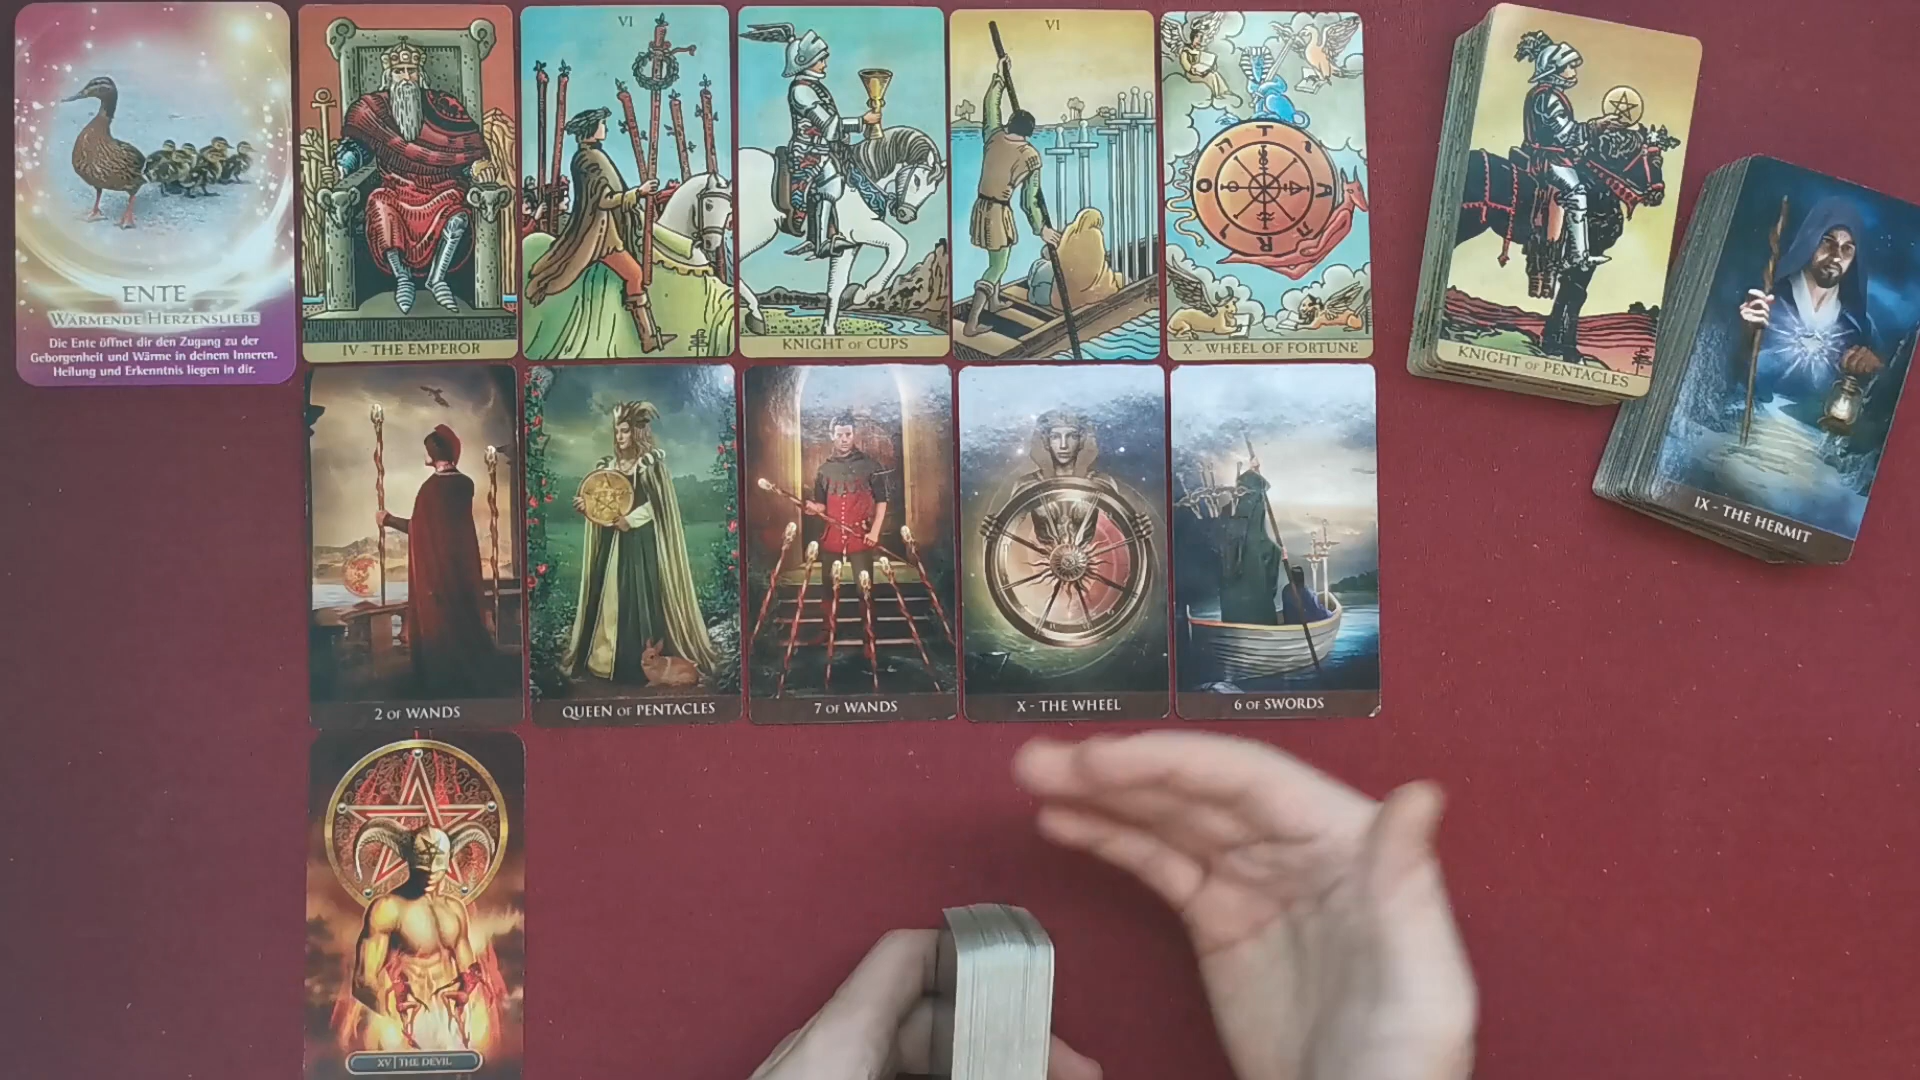 ENTE
WÄRMENDE HERZENSLIEBE
Die Ente öffnet dir den Zugang zu der
Geborgenheit und Wärme in deinem Inneren.
Heilung und Erkenntnis liegen in dir.
IV - THE EMPEROR
VI
KNIGHT OF CUPS
VI
X - WHEEL OF FORTUNE
KNIGHT OF PENTACLES
IX - THE HERMIT
2 OF WANDS
QUEEN OF PENTACLES
7 OF WANDS
X - THE WHEEL
6 OF SWORDS
XV THE DEVIL